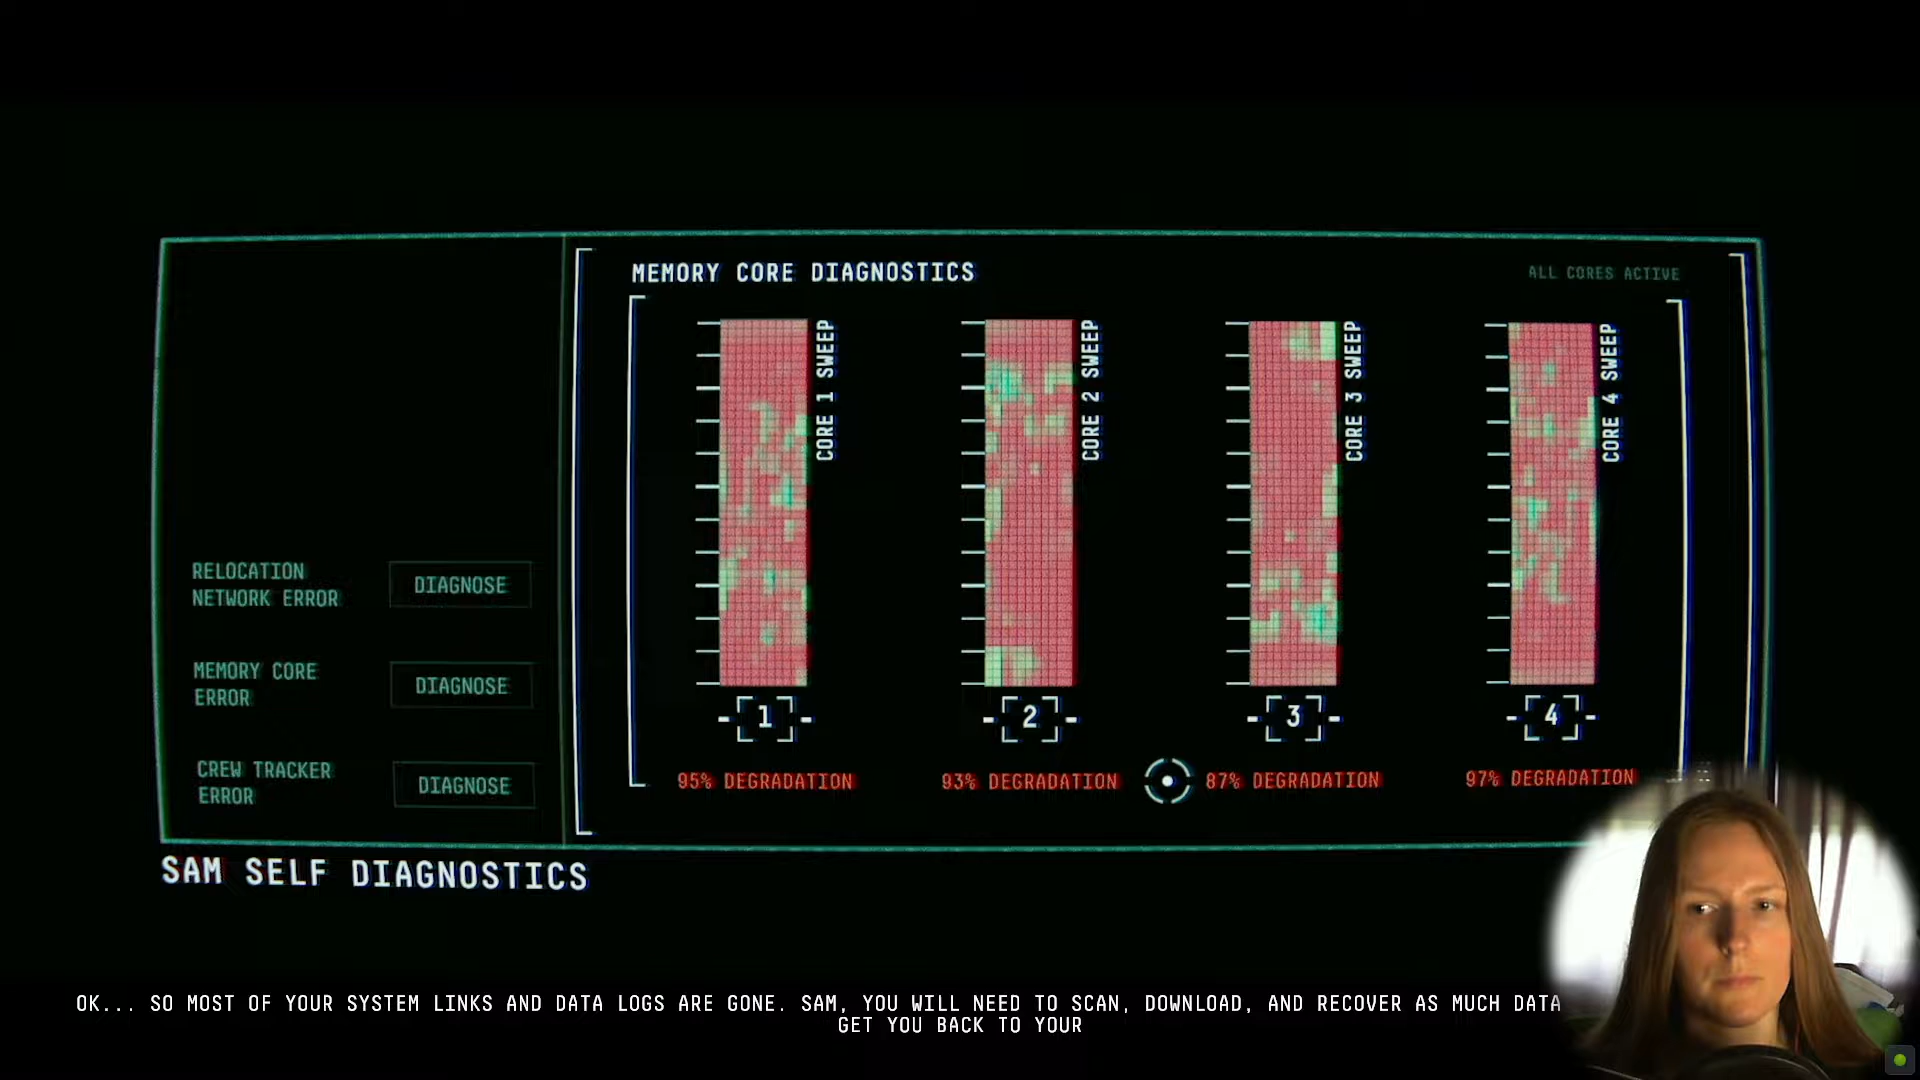 MEMORY CORE DIAGNOSTICS
ALL CORES ACTIVE
CORE 1 SWEEP
CORE 2 SWEEP
CORE 3 SWEEP
CORE 4 SWEEP
RELOCATION
NETWORK ERROR
DIAGNOSE
MEMORY CORE
ERROR
DIAGNOSE
CREW TRACKER
ERROR
DIAGNOSE
1
2
3
4
95% DEGRADATION
93% DEGRADATION
87% DEGRADATION
97% DEGRADATION
SAM SELF DIAGNOSTICS
OK... SO MOST OF YOUR SYSTEM LINKS AND DATA LOGS ARE GONE. SAM, YOU WILL NEED TO SCAN, DOWNLOAD, AND RECOVER AS MUCH DATA
GET YOU BACK TO YOUR